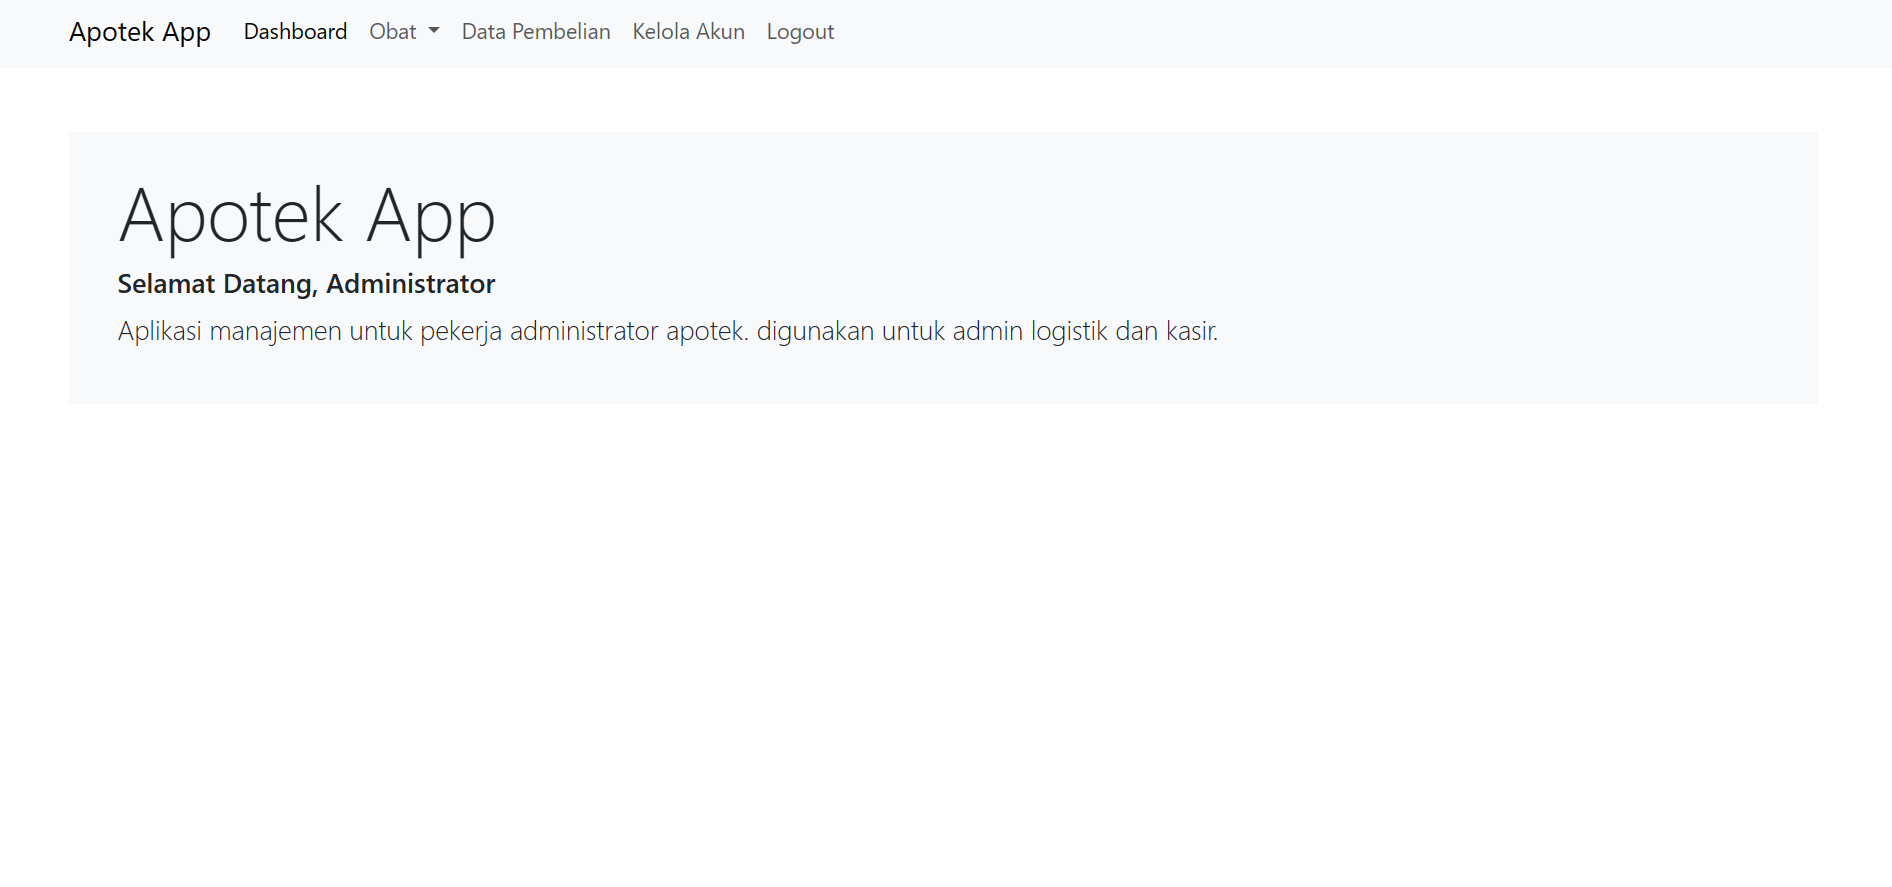 Apotek App Dashboard Obat Data Pembelian Kelola Akun Logout
Apotek App
Selamat Datang, Administrator
Aplikasi manajemen untuk pekerja administrator apotek. digunakan untuk admin logistik dan kasir.